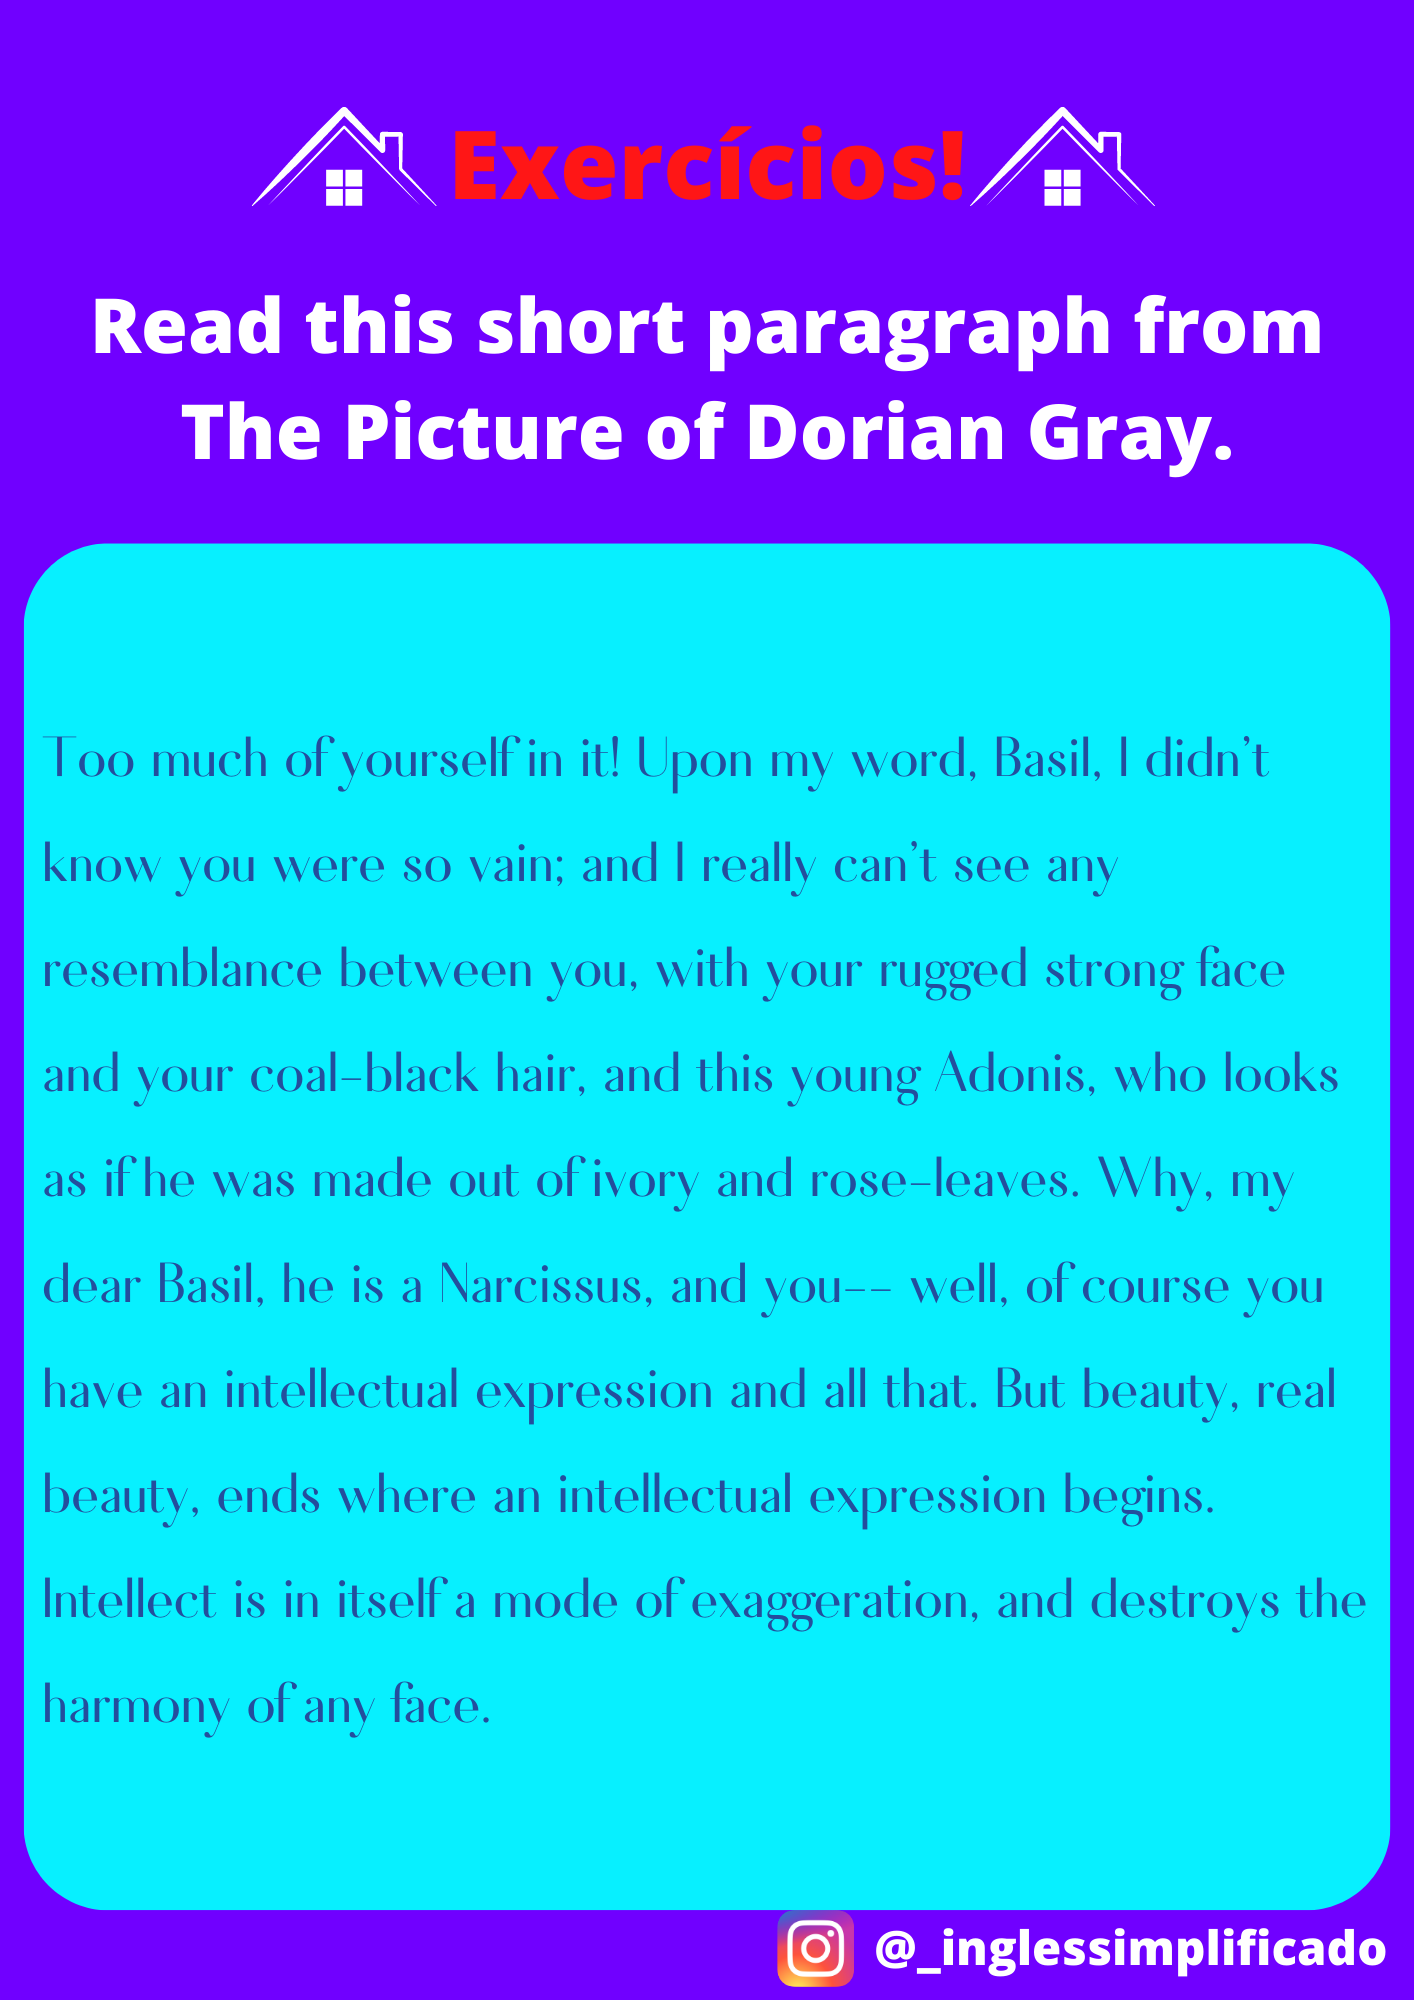 Exercícios!
Read this short paragraph from
The Picture of Dorian Gray.
Too much of yourself in it! Upon my word, Basil, I didn't
know you were so vain; and I really can't see any
resemblance between you, with your rugged strong face
and your coal-black hair, and this young Adonis, who looks
as if he was made out of ivory and rose-leaves. Why, my
dear Basil, he is a Narcissus, and you-- well, of course you
have an intellectual expression and all that. But beauty, real
beauty, ends where an intellectual expression begins.
Intellect is in itself a mode of exaggeration, and destroys the
harmony of any face.
@_inglessimplificado